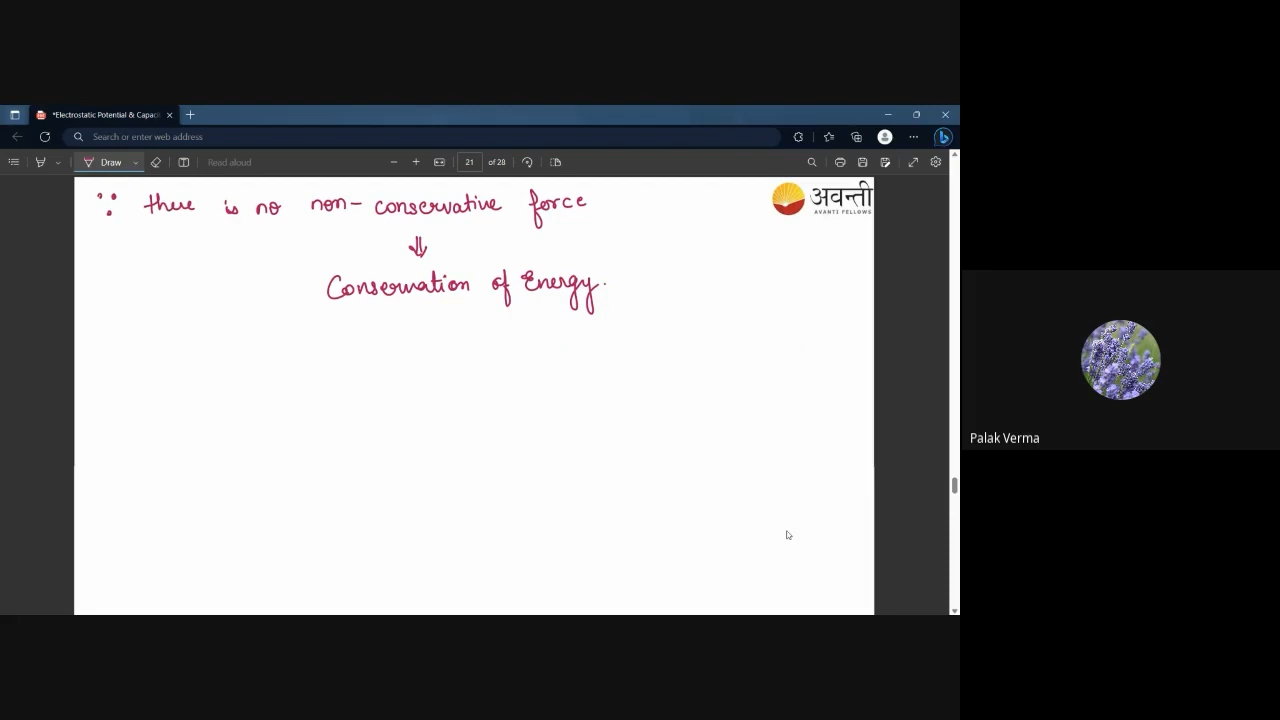 *Electrostatic Potential & Capaci
Search or enter web address
Draw
Read aloud
21 of 28
∵ there is no non-conservative force
अवन्ती
AVANTI FELLOWS
⇓
Conservation of Energy.
Palak Verma